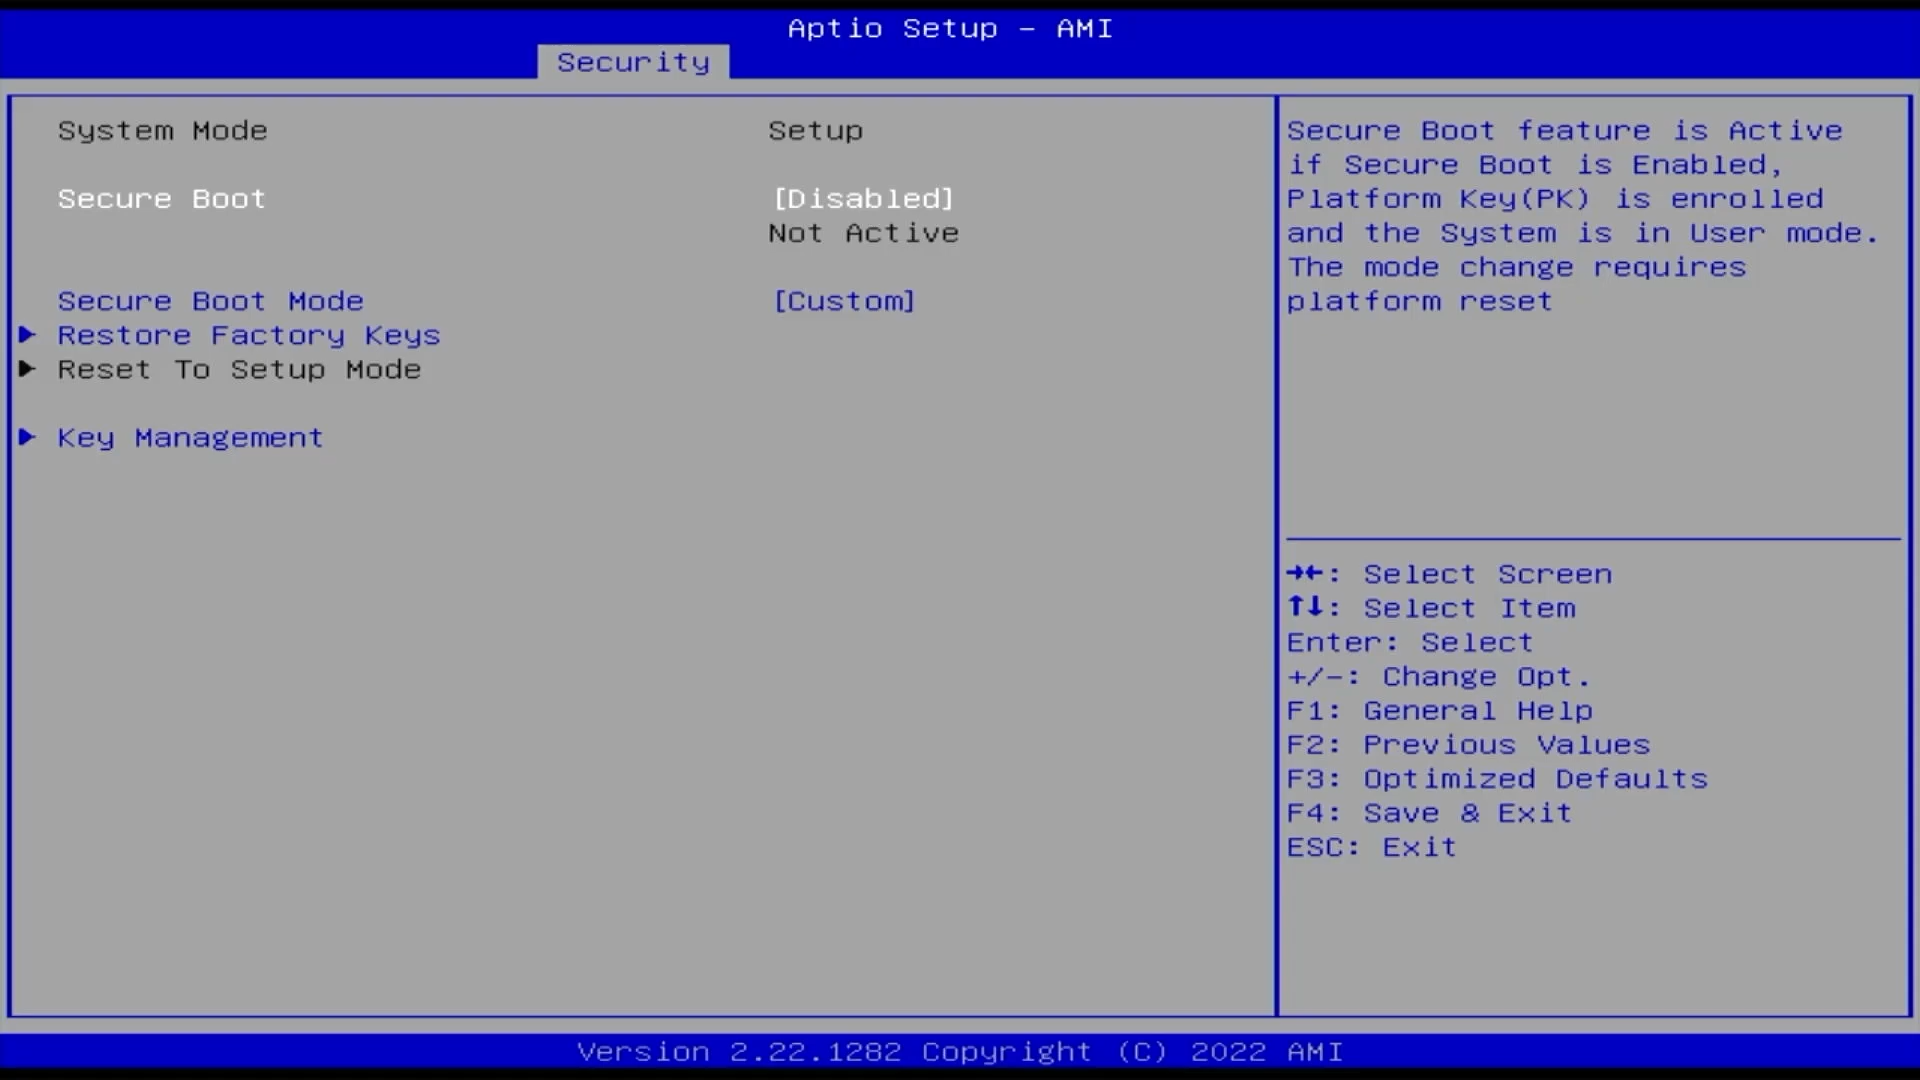 Aptio Setup - AMI
Security
System Mode Setup
Secure Boot [Disabled]
Not Active
Secure Boot Mode [Custom]
▶ Restore Factory Keys
▶ Reset To Setup Mode
▶ Key Management
Secure Boot feature is Active
if Secure Boot is Enabled,
Platform Key(PK) is enrolled
and the System is in User mode.
The mode change requires
platform reset
→←: Select Screen
↑↓: Select Item
Enter: Select
+/-: Change Opt.
F1: General Help
F2: Previous Values
F3: Optimized Defaults
F4: Save & Exit
ESC: Exit
Version 2.22.1282 Copyright (C) 2022 AMI